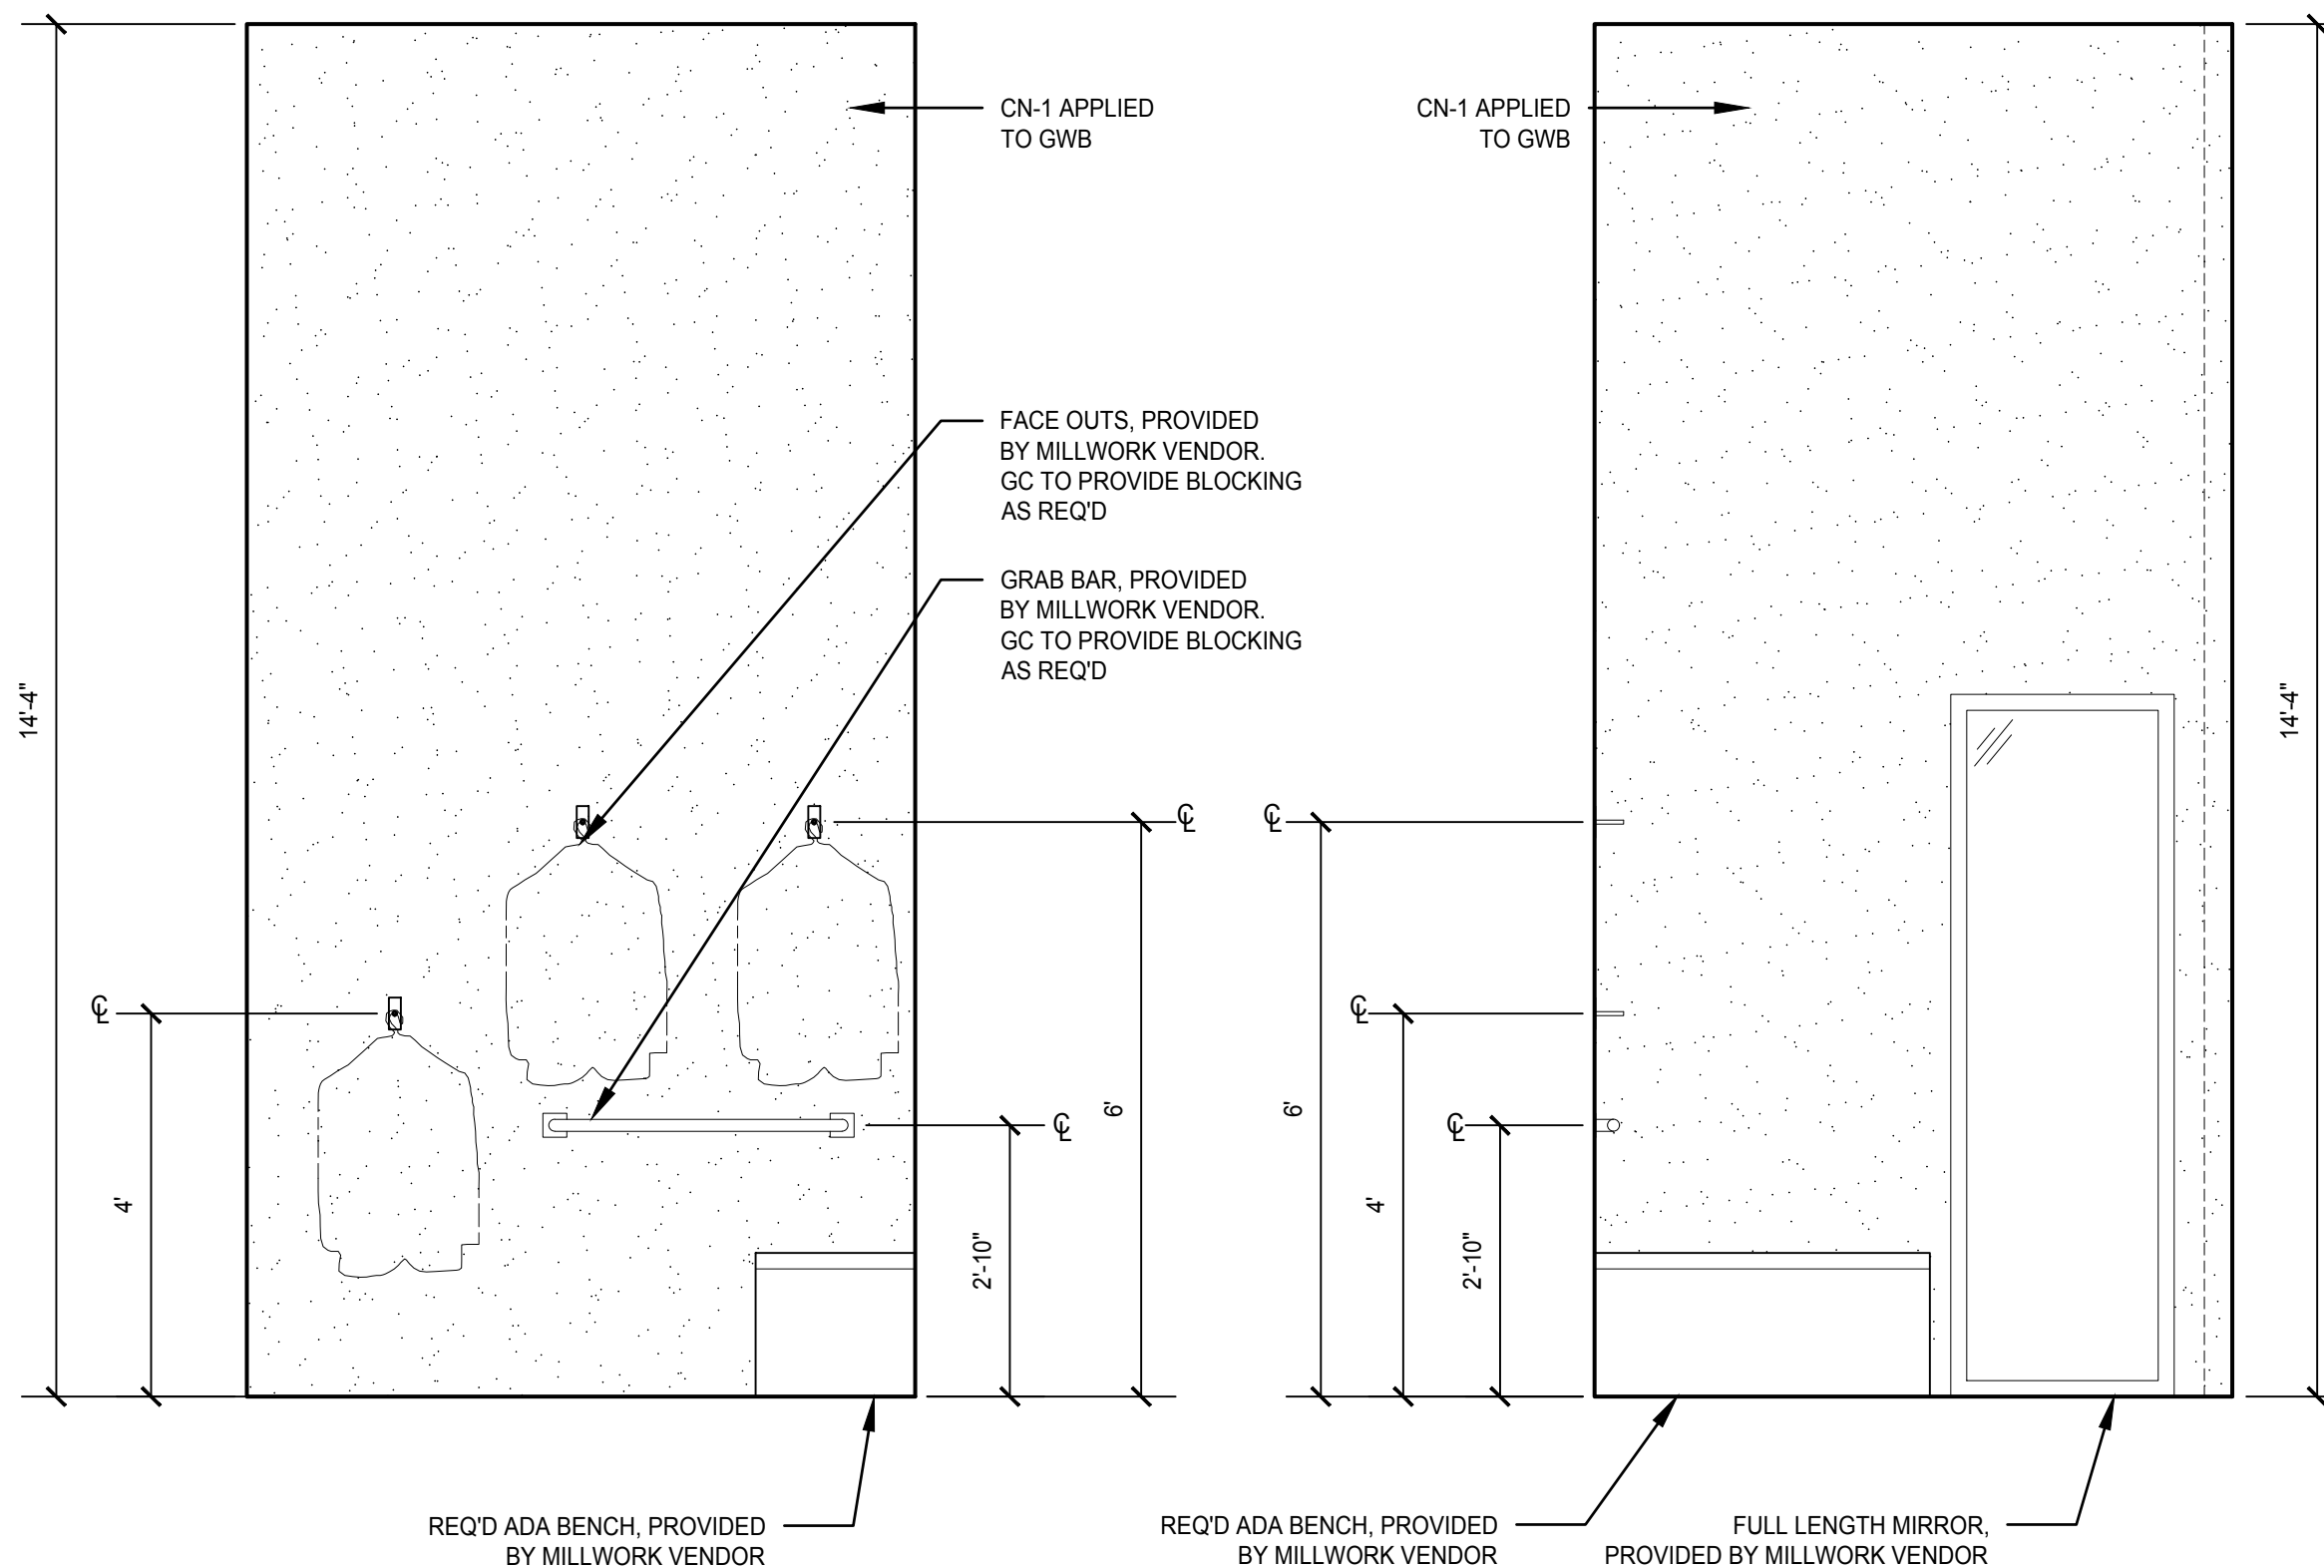 CN-1 APPLIED
TO GWB
CN-1 APPLIED
TO GWB
FACE OUTS, PROVIDED
BY MILLWORK VENDOR.
GC TO PROVIDE BLOCKING
AS REQ'D
GRAB BAR, PROVIDED
BY MILLWORK VENDOR.
GC TO PROVIDE BLOCKING
AS REQ'D
14'-4"
14'-4"
℄
℄
℄
℄
℄
℄
6'
6'
4'
4'
2'-10"
2'-10"
REQ'D ADA BENCH, PROVIDED
BY MILLWORK VENDOR
REQ'D ADA BENCH, PROVIDED
BY MILLWORK VENDOR
FULL LENGTH MIRROR,
PROVIDED BY MILLWORK VENDOR